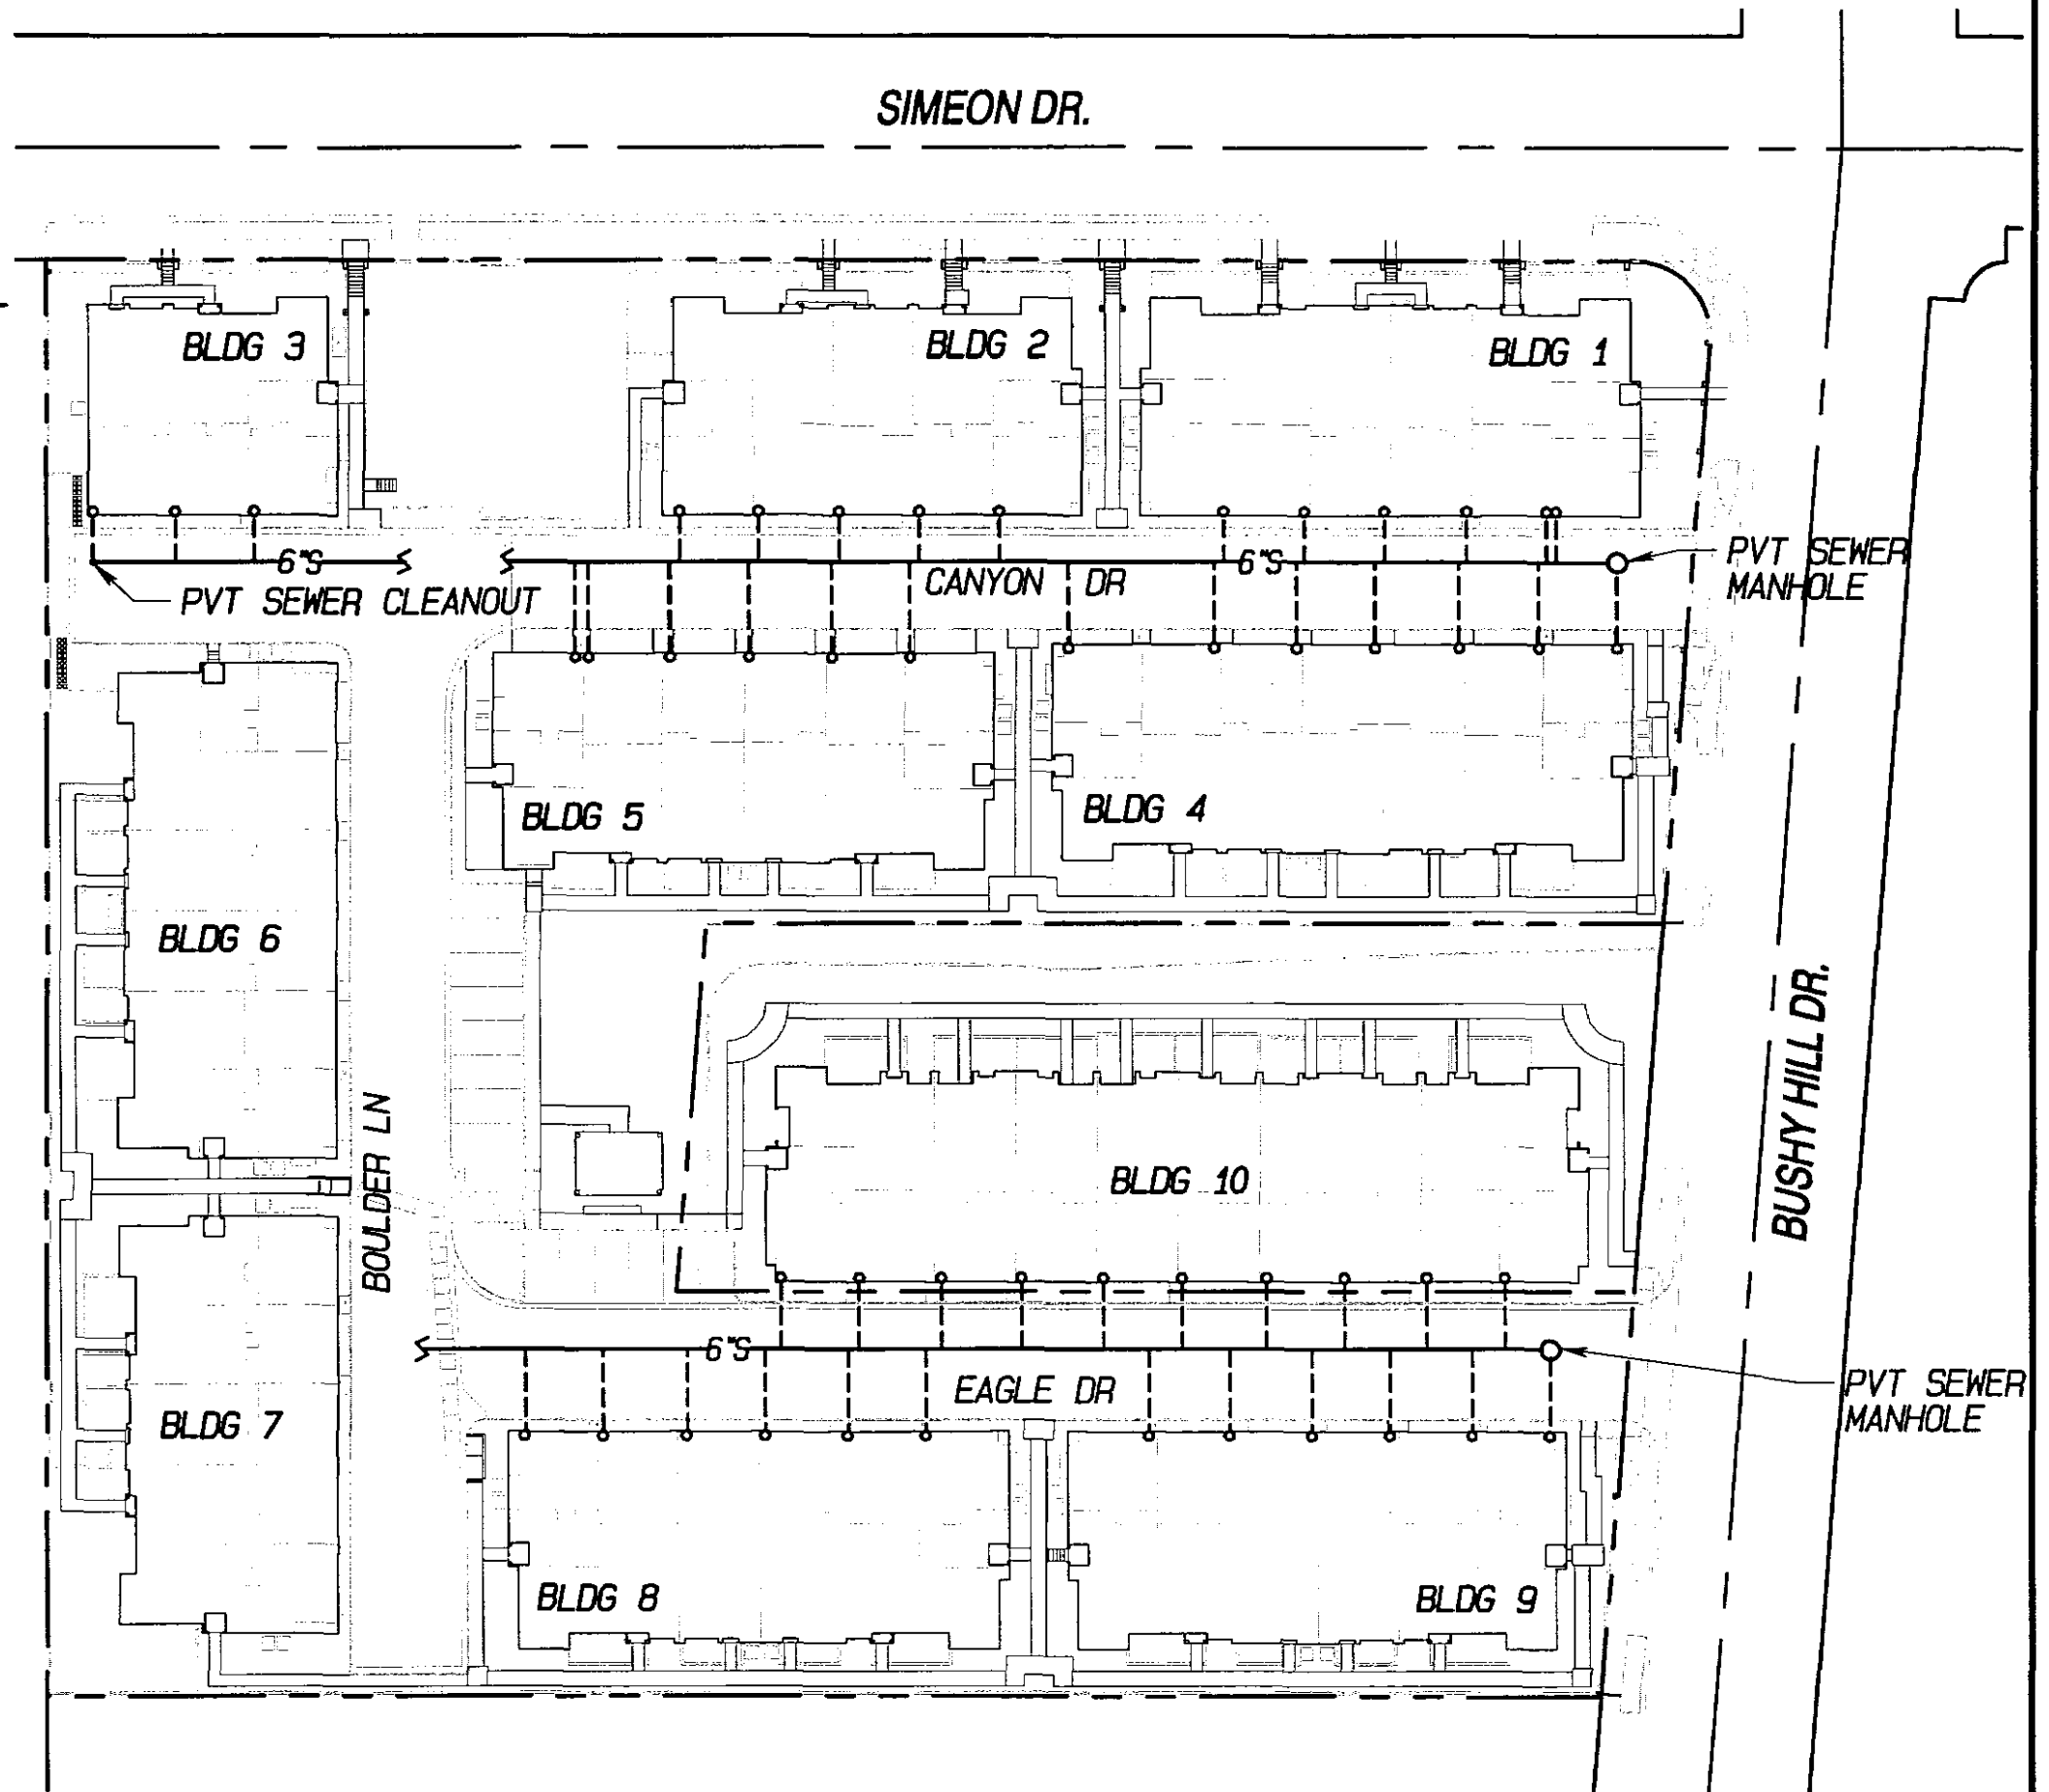 SIMEON DR.
BLDG 3
BLDG 2
BLDG 1
6"S
6"S
PVT SEWER
MANHOLE
CANYON DR
PVT SEWER CLEANOUT
BLDG 5
BLDG 4
BLDG 6
BUSHY HILL DR.
BOULDER LN
BLDG 10
6"S
EAGLE DR
PVT SEWER
MANHOLE
BLDG 7
BLDG 8
BLDG 9